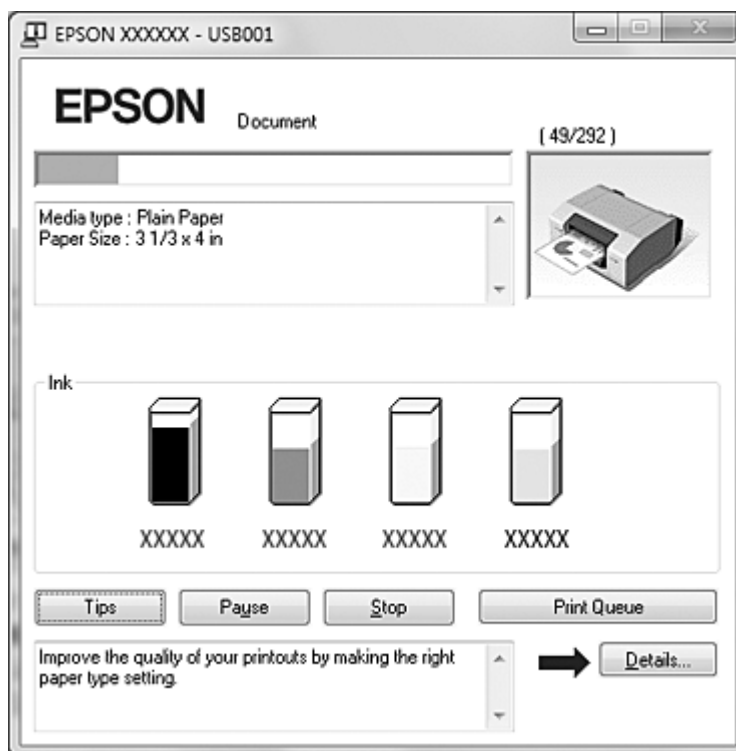 EPSON XXXXXX - USB001
EPSON
Document
( 49/292 )
Media type : Plain Paper
Paper Size : 3 1/3 x 4 in
Ink
XXXXX XXXXX XXXXX XXXXX
Tips Pause Stop Print Queue
Improve the quality of your printouts by making the right
paper type setting.
Details...